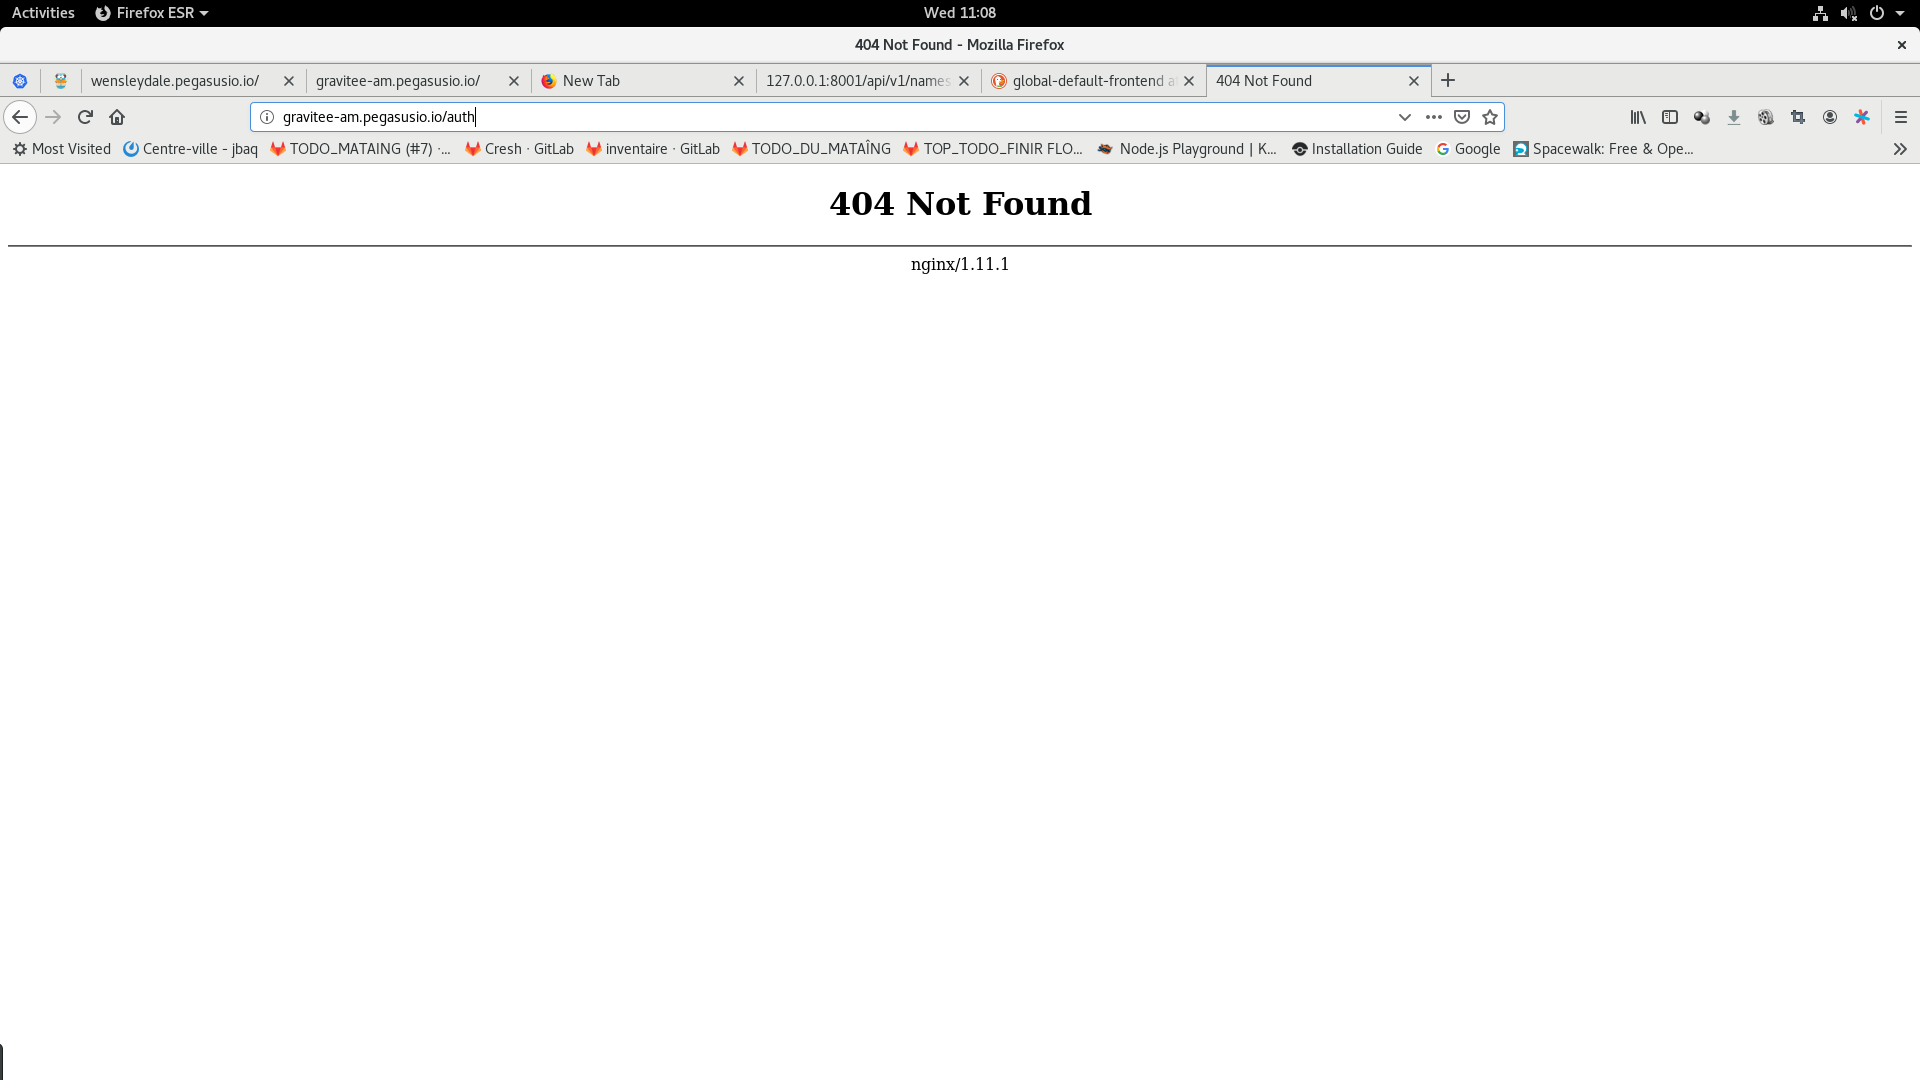 Activities Firefox ESR Wed 11:08
404 Not Found - Mozilla Firefox
wensleydale.pegasusio.io/ gravitee-am.pegasusio.io/ New Tab 127.0.0.1:8001/api/v1/names global-default-frontend a 404 Not Found
gravitee-am.pegasusio.io/auth
Most Visited Centre-ville - jbaq TODO_MATAING (#7) ·... Cresh · GitLab inventaire · GitLab TODO_DU_MATAÎNG TOP_TODO_FINIR FLO... Node.js Playground | K... Installation Guide Google Spacewalk: Free & Ope...
404 Not Found
nginx/1.11.1